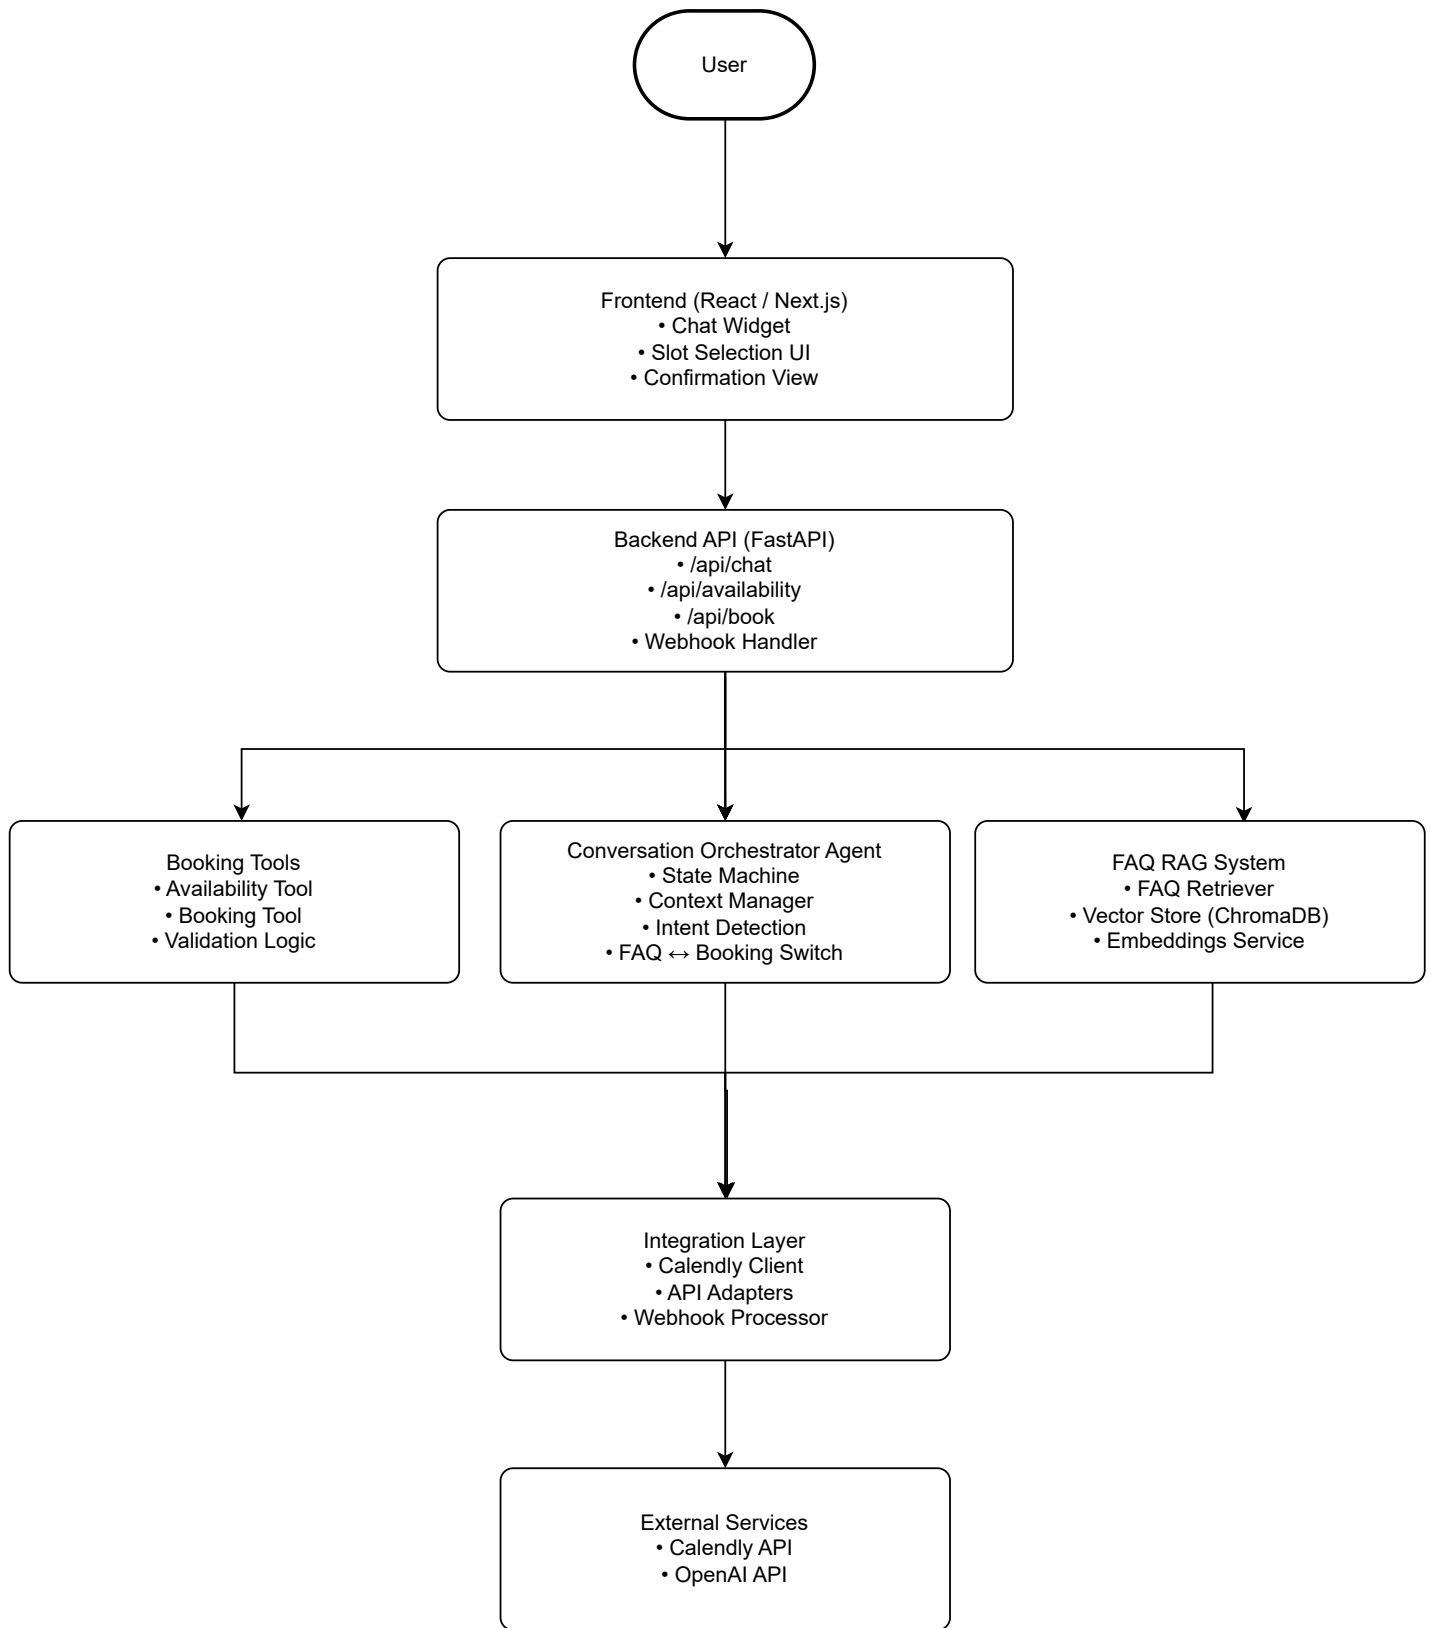 User
Frontend (React / Next.js)
• Chat Widget
• Slot Selection UI
• Confirmation View
Backend API (FastAPI)
• /api/chat
• /api/availability
• /api/book
• Webhook Handler
Booking Tools
• Availability Tool
• Booking Tool
• Validation Logic
Conversation Orchestrator Agent
• State Machine
• Context Manager
• Intent Detection
• FAQ ↔ Booking Switch
FAQ RAG System
• FAQ Retriever
• Vector Store (ChromaDB)
• Embeddings Service
Integration Layer
• Calendly Client
• API Adapters
• Webhook Processor
External Services
• Calendly API
• OpenAI API